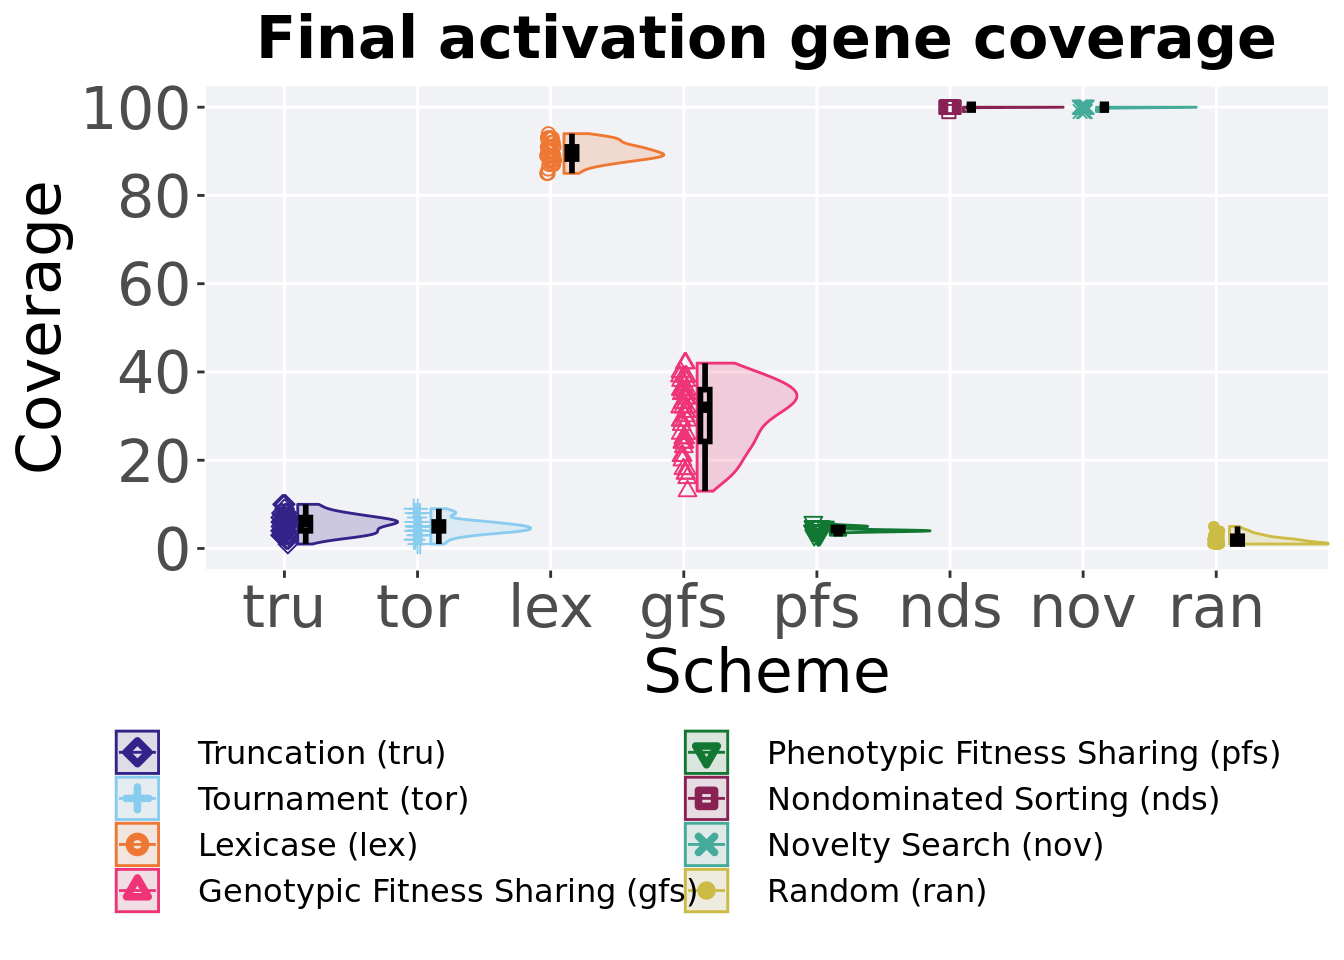 Final activation gene coverage
100
80
60
40
20
0
Coverage
tru tor lex gfs pfs nds nov ran
Scheme
Truncation (tru)
Tournament (tor)
Lexicase (lex)
Genotypic Fitness Sharing (gfs)
Phenotypic Fitness Sharing (pfs)
Nondominated Sorting (nds)
Novelty Search (nov)
Random (ran)